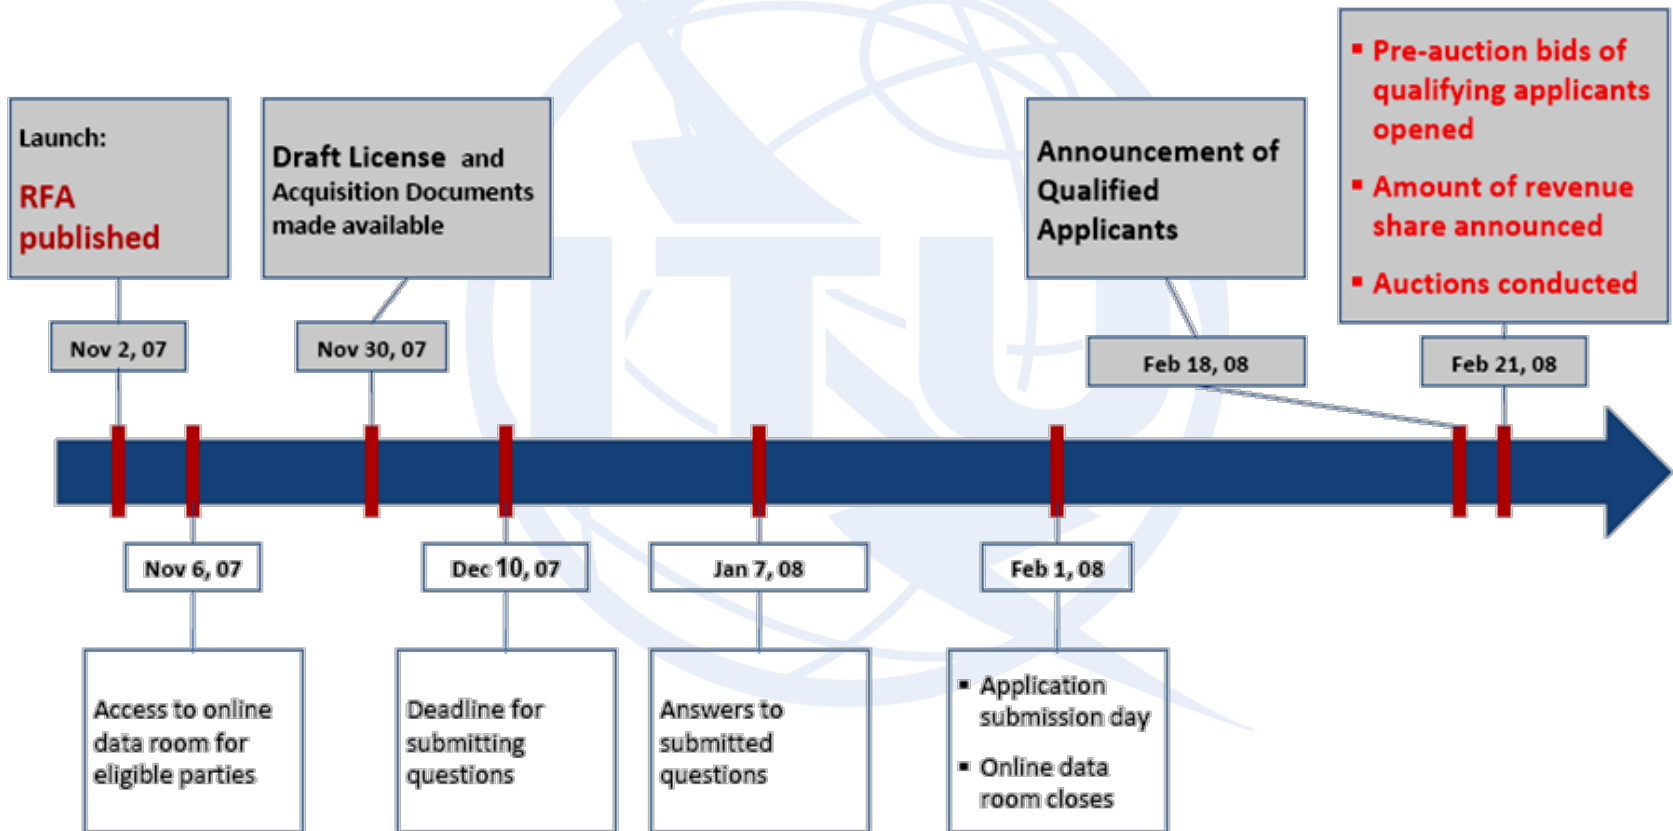 Launch:
RFA
published
Draft License and
Acquisition Documents
made available
Announcement of
Qualified
Applicants
▪ Pre-auction bids of
qualifying applicants
opened
▪ Amount of revenue
share announced
▪ Auctions conducted
Nov 2, 07
Nov 30, 07
Feb 18, 08
Feb 21, 08
ITU
Nov 6, 07
Dec 10, 07
Jan 7, 08
Feb 1, 08
Access to online
data room for
eligible parties
Deadline for
submitting
questions
Answers to
submitted
questions
▪ Application
submission day
▪ Online data
room closes